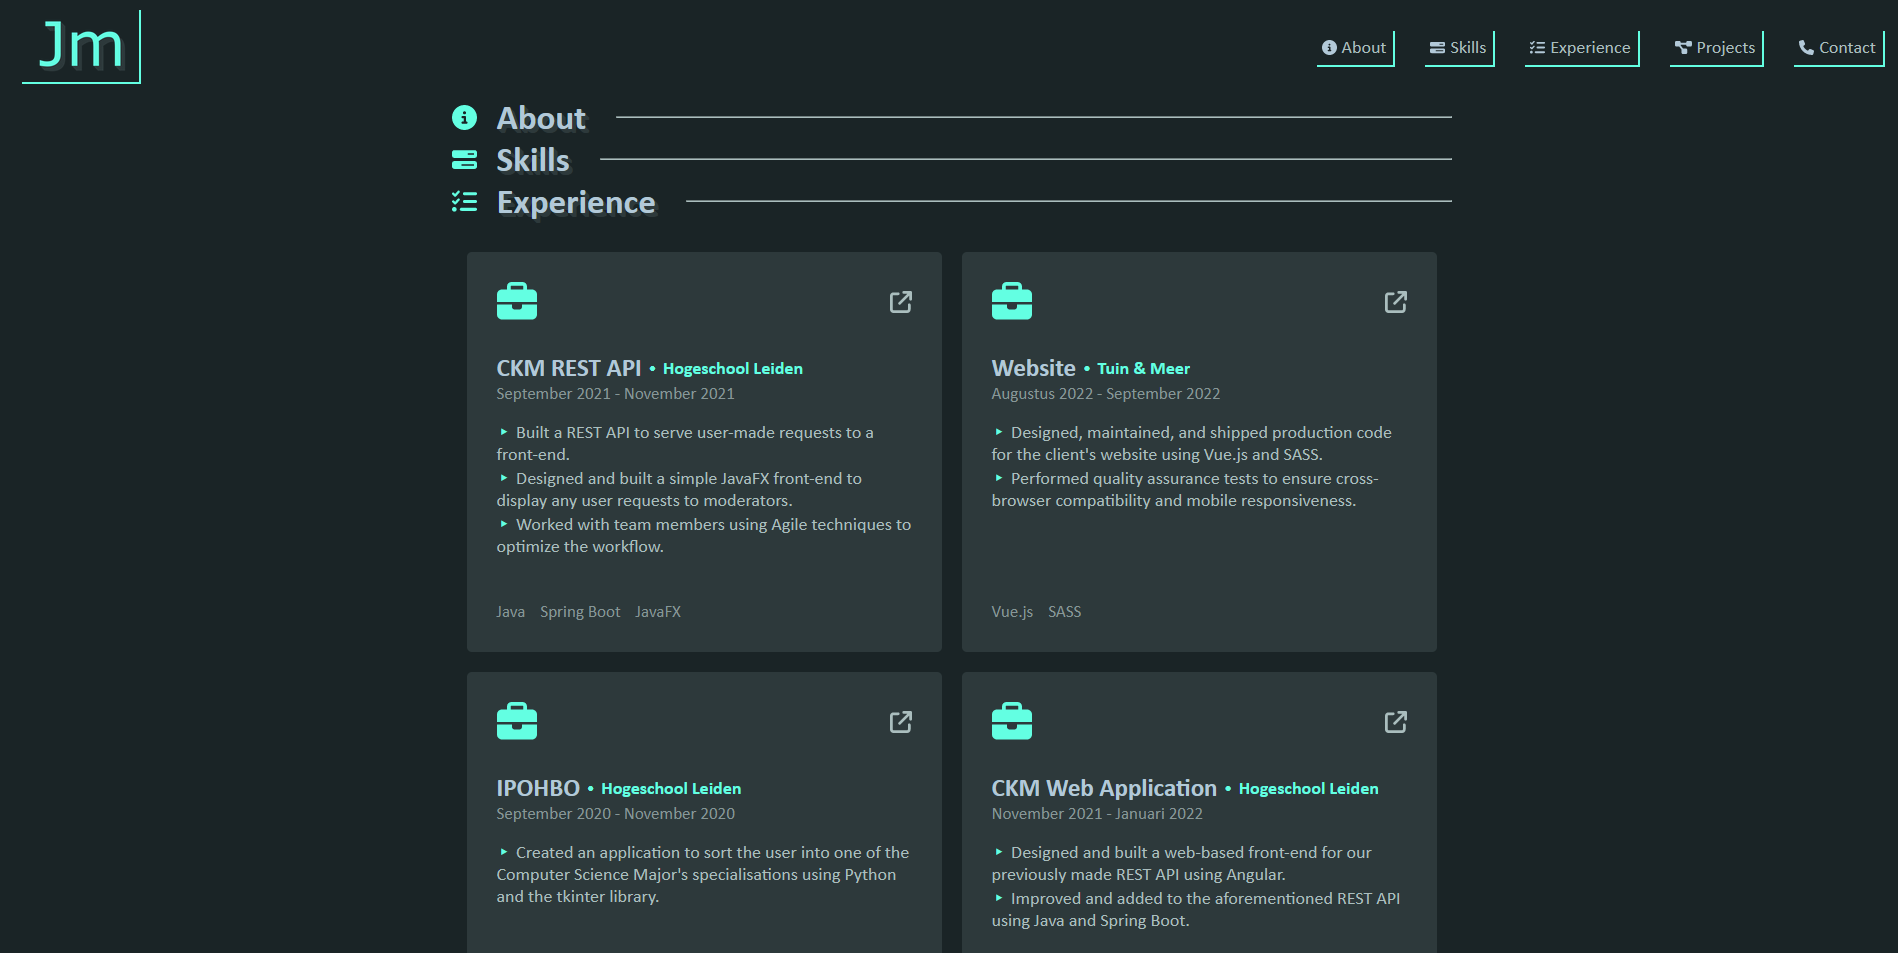 Jm
About Skills Experience Projects Contact
About
Skills
Experience
CKM REST API • Hogeschool Leiden
September 2021 - November 2021
‣ Built a REST API to serve user-made requests to a
front-end.
‣ Designed and built a simple JavaFX front-end to
display any user requests to moderators.
‣ Worked with team members using Agile techniques to
optimize the workflow.
Java Spring Boot JavaFX
Website • Tuin & Meer
Augustus 2022 - September 2022
‣ Designed, maintained, and shipped production code
for the client's website using Vue.js and SASS.
‣ Performed quality assurance tests to ensure cross-
browser compatibility and mobile responsiveness.
Vue.js SASS
IPOHBO • Hogeschool Leiden
September 2020 - November 2020
‣ Created an application to sort the user into one of the
Computer Science Major's specialisations using Python
and the tkinter library.
CKM Web Application • Hogeschool Leiden
November 2021 - Januari 2022
‣ Designed and built a web-based front-end for our
previously made REST API using Angular.
‣ Improved and added to the aforementioned REST API
using Java and Spring Boot.